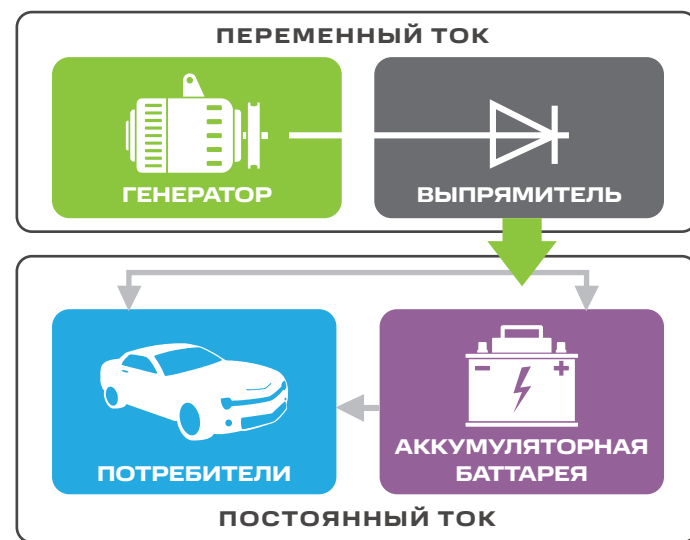 ПЕРЕМЕННЫЙ ТОК
ГЕНЕРАТОР
ВЫПРЯМИТЕЛЬ
ПОТРЕБИТЕЛИ
АККУМУЛЯТОРНАЯ
БАТТАРЕЯ
ПОСТОЯННЫЙ ТОК